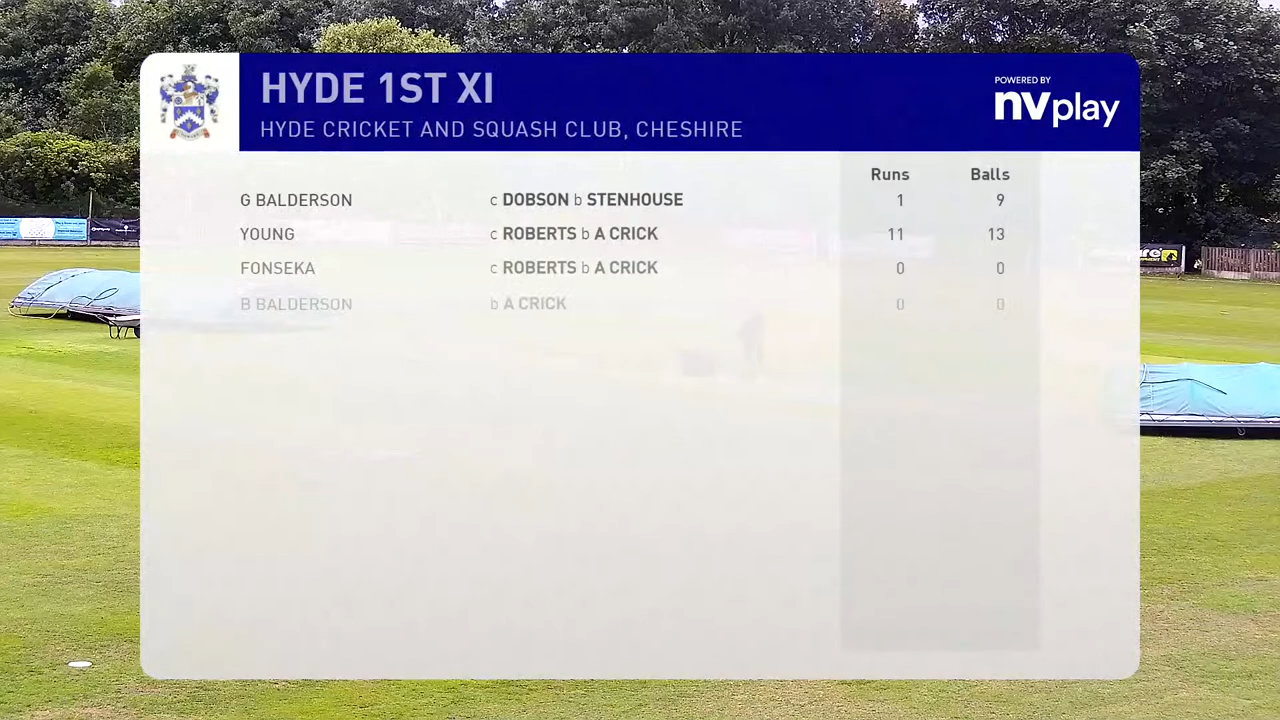 HYDE 1ST XI
HYDE CRICKET AND SQUASH CLUB, CHESHIRE
POWERED BY
nvplay
Runs Balls
G BALDERSON c DOBSON b STENHOUSE 1 9
YOUNG c ROBERTS b A CRICK 11 13
FONSEKA c ROBERTS b A CRICK 0 0
B BALDERSON b A CRICK 0 0